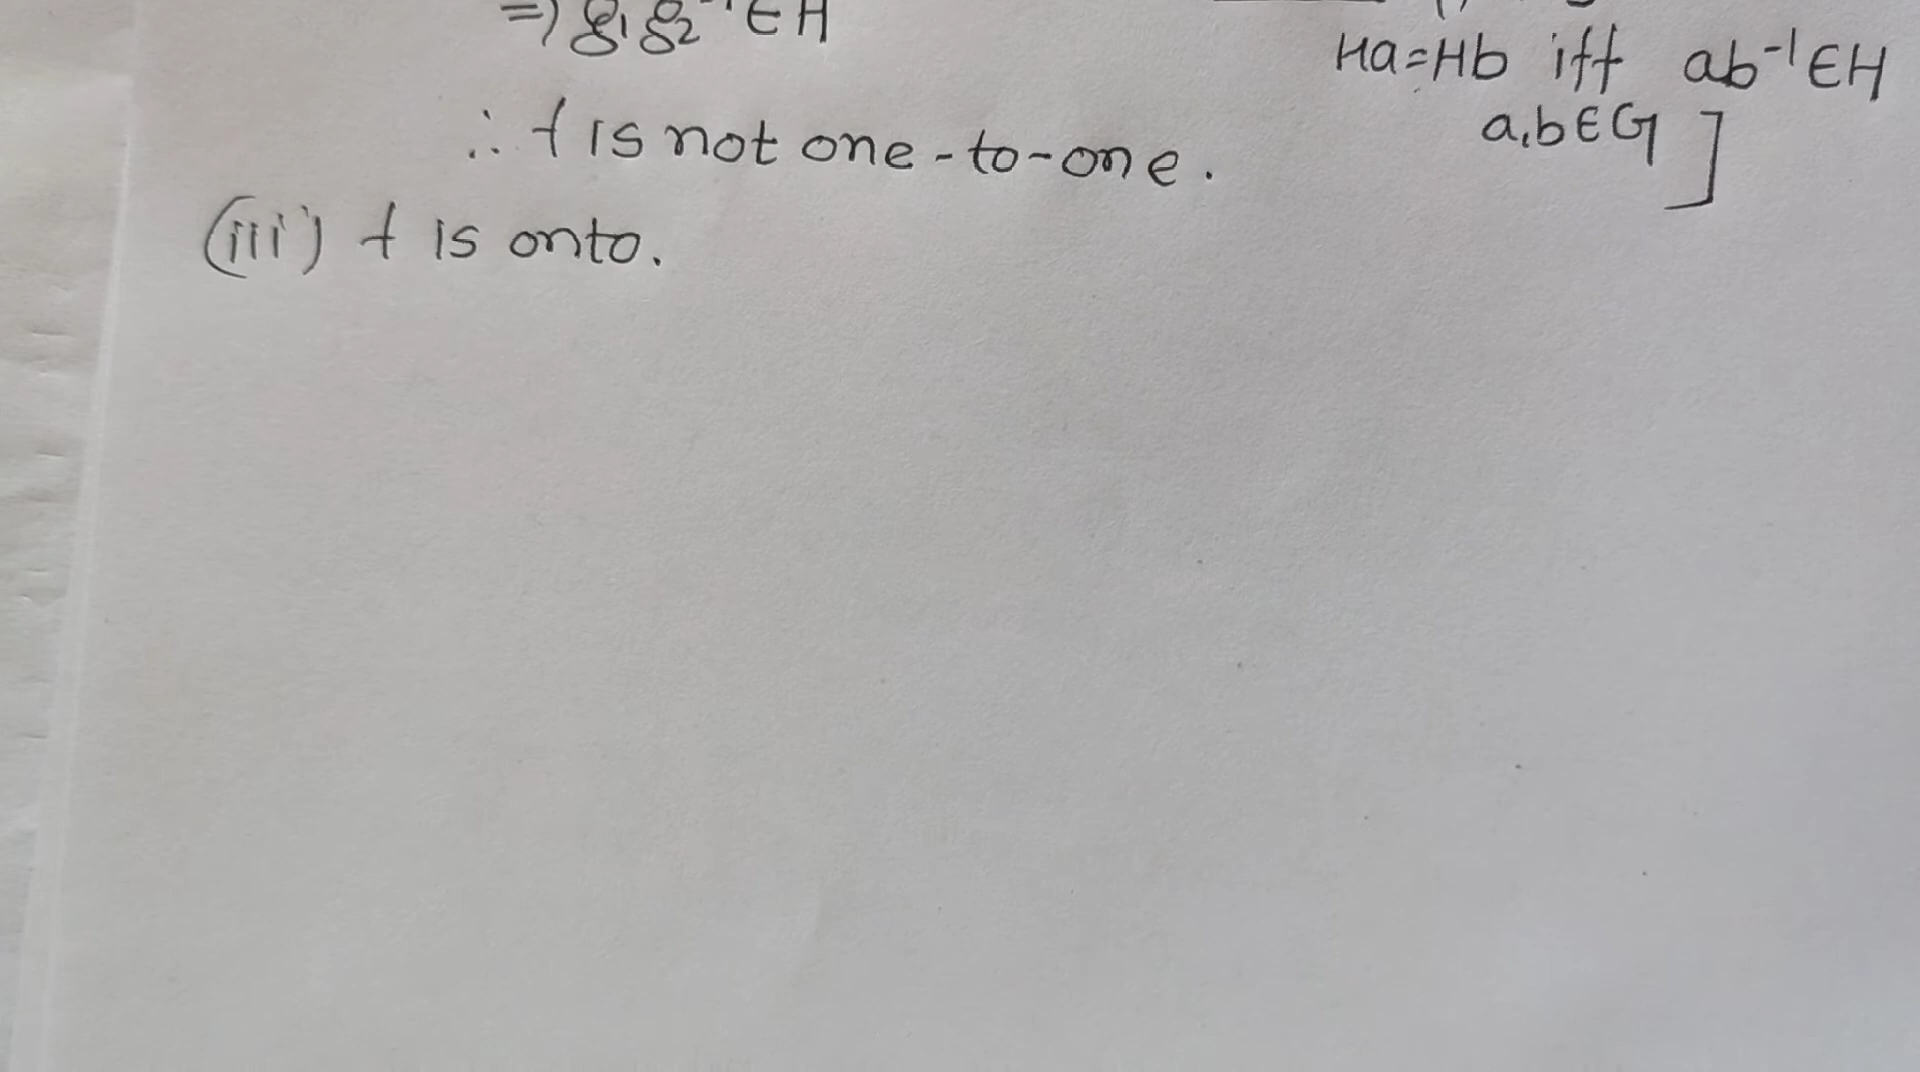 =) g₁g₂⁻¹ ∈ H
Ha=Hb iff ab⁻¹∈H
∴ f is not one-to-one.
a,b∈G ]
(iii) f is onto.